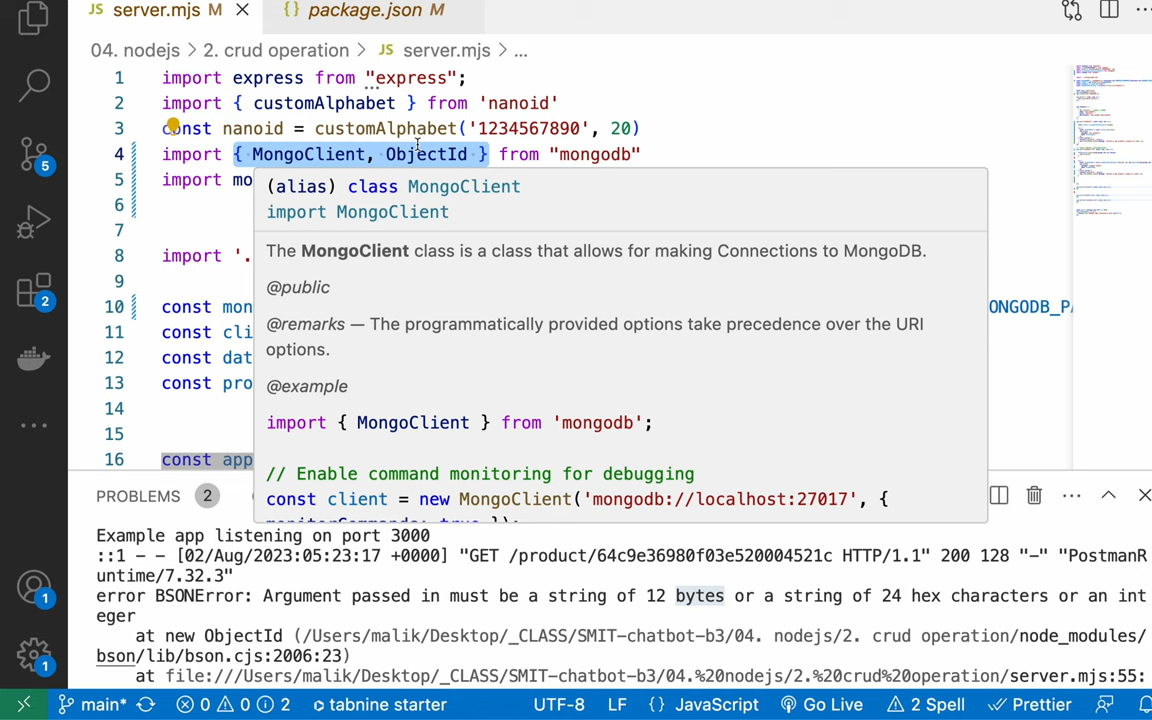 JS server.mjs M
{} package.json M
04. nodejs > 2. crud operation > JS server.mjs > ...
1 import express from "express";
2 import { customAlphabet } from 'nanoid'
3 const nanoid = customAlphabet('1234567890', 20)
4 import { MongoClient, ObjectId } from "mongodb"
5 import mo
6
7
8 import '.
9
10 const mon ONGODB_PA
11 const cli
12 const dat
13 const pro
14
15
16 const app
(alias) class MongoClient
import MongoClient
The MongoClient class is a class that allows for making Connections to MongoDB.
@public
@remarks — The programmatically provided options take precedence over the URI
options.
@example
import { MongoClient } from 'mongodb';
// Enable command monitoring for debugging
const client = new MongoClient('mongodb://localhost:27017', {
monitorCommands: true });
5
2
1
1
PROBLEMS 2
Example app listening on port 3000
::1 - - [02/Aug/2023:05:23:17 +0000] "GET /product/64c9e36980f03e520004521c HTTP/1.1" 200 128 "-" "PostmanR
untime/7.32.3"
error BSONError: Argument passed in must be a string of 12 bytes or a string of 24 hex characters or an int
eger
at new ObjectId (/Users/malik/Desktop/_CLASS/SMIT-chatbot-b3/04. nodejs/2. crud operation/node_modules/
bson/lib/bson.cjs:2006:23)
at file:///Users/malik/Desktop/_CLASS/SMIT-chatbot-b3/04.%20nodejs/2.%20crud%20operation/server.mjs:55:
main* 0 0 2 tabnine starter UTF-8 LF {} JavaScript Go Live 2 Spell Prettier